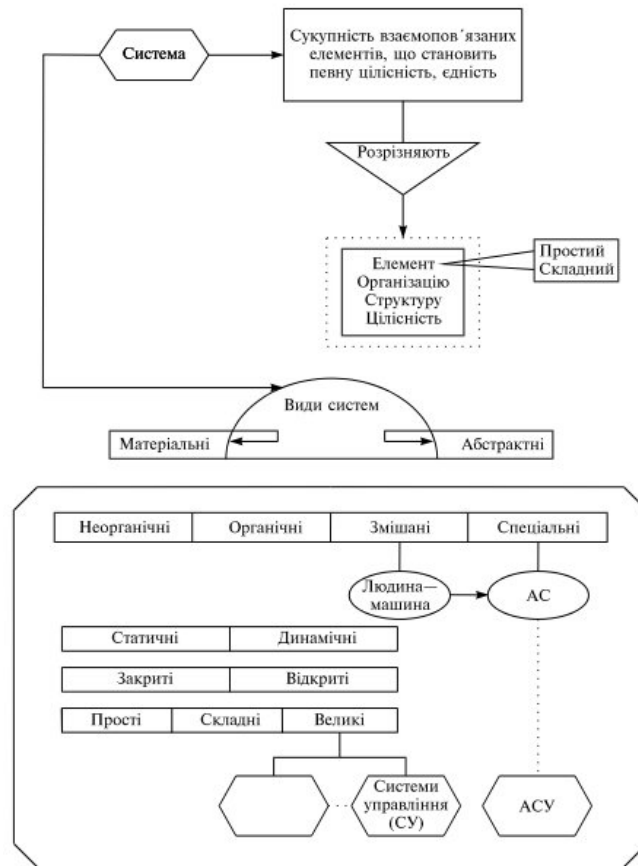 Система
Сукупність взаємопов´язаних
елементів, що становить
певну цілісність, єдність
Розрізняють
Елемент
Організацію
Структуру
Цілісність
Простий
Складний
Види систем
Матеріальні
Абстрактні
Неорганічні Органічні Змішані Спеціальні
Людина—
машина
АС
Статичні Динамічні
Закриті Відкриті
Прості Складні Великі
Системи
управління
(СУ)
АСУ